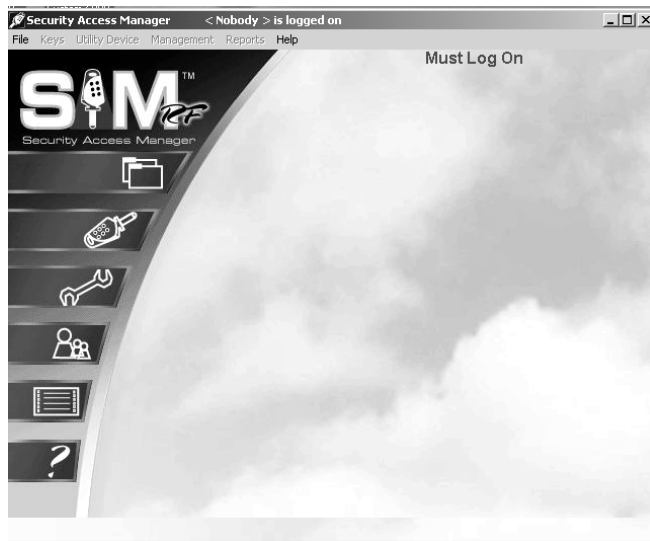 Security Access Manager < Nobody > is logged on
File Keys Utility Device Management Reports Help
Must Log On
SAM TM
RF
Security Access Manager
?